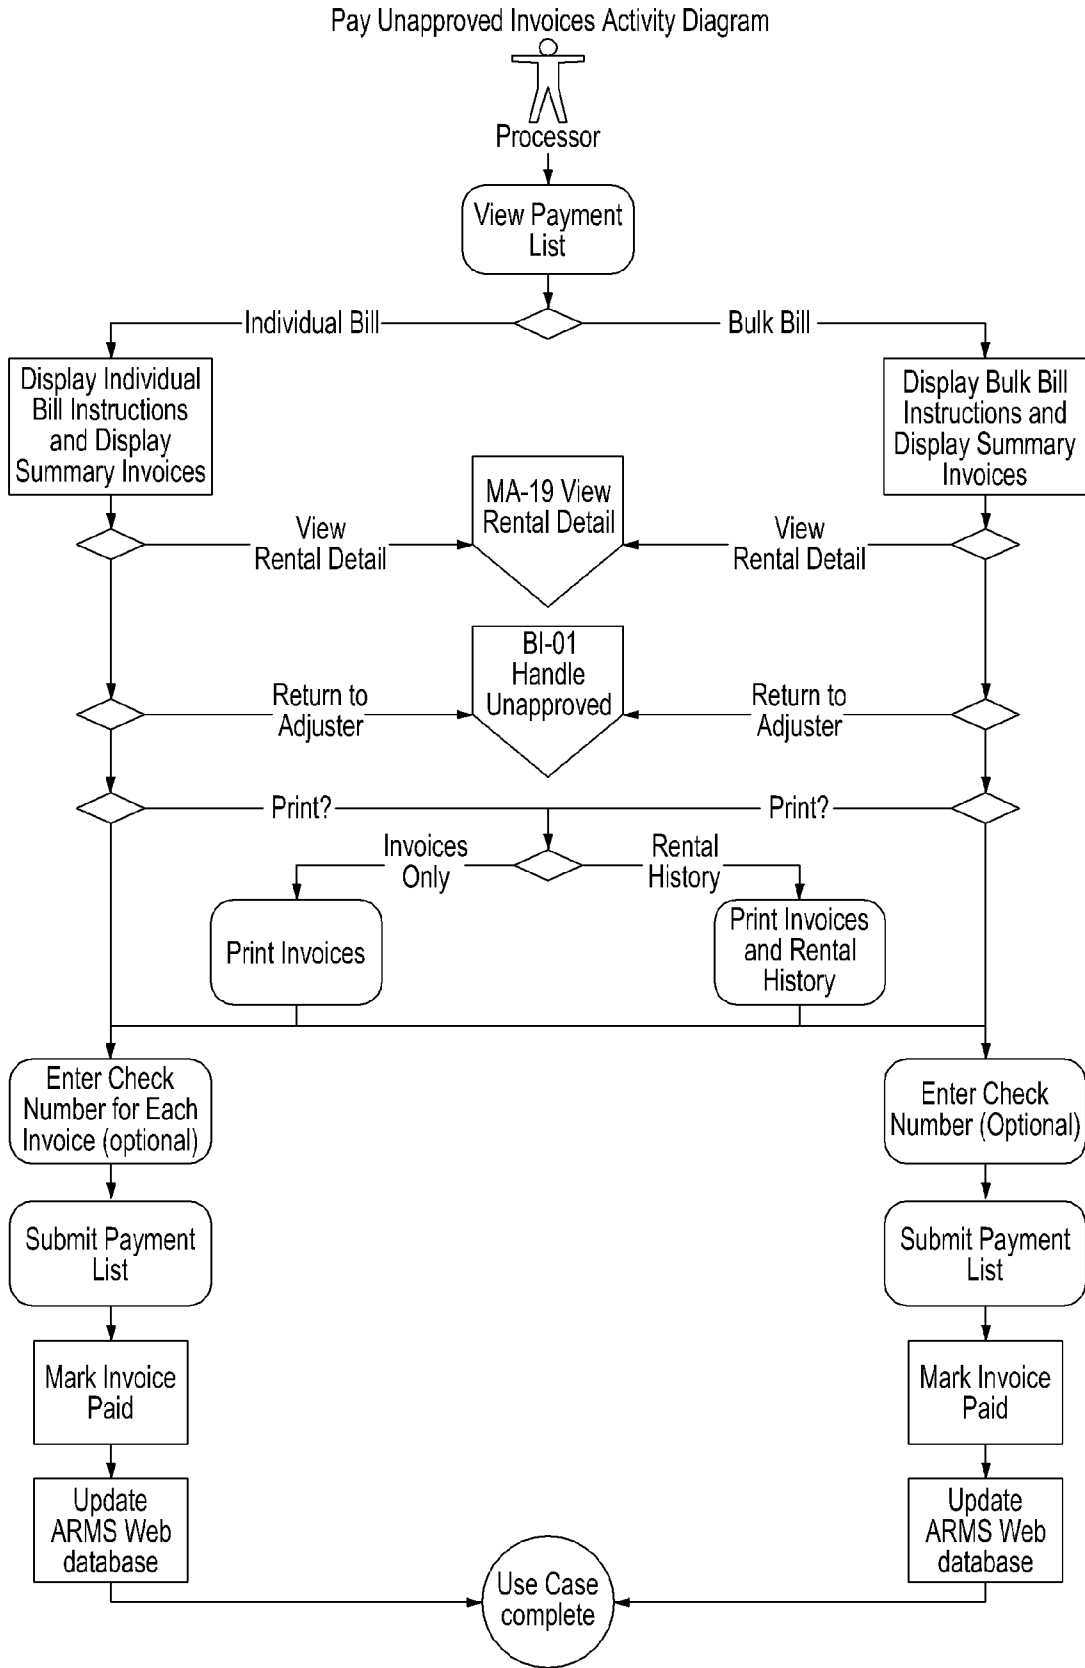 Pay Unapproved Invoices Activity Diagram
Processor
View Payment
List
Individual Bill
Bulk Bill
Display Individual
Bill Instructions
and Display
Summary Invoices
Display Bulk Bill
Instructions and
Display Summary
Invoices
MA-19 View
Rental Detail
View
Rental Detail
View
Rental Detail
BI-01
Handle
Unapproved
Return to
Adjuster
Return to
Adjuster
Print?
Print?
Invoices
Only
Rental
History
Print Invoices
Print Invoices
and Rental
History
Enter Check
Number for Each
Invoice (optional)
Enter Check
Number (Optional)
Submit Payment
List
Submit Payment
List
Mark Invoice
Paid
Mark Invoice
Paid
Update
ARMS Web
database
Update
ARMS Web
database
Use Case
complete